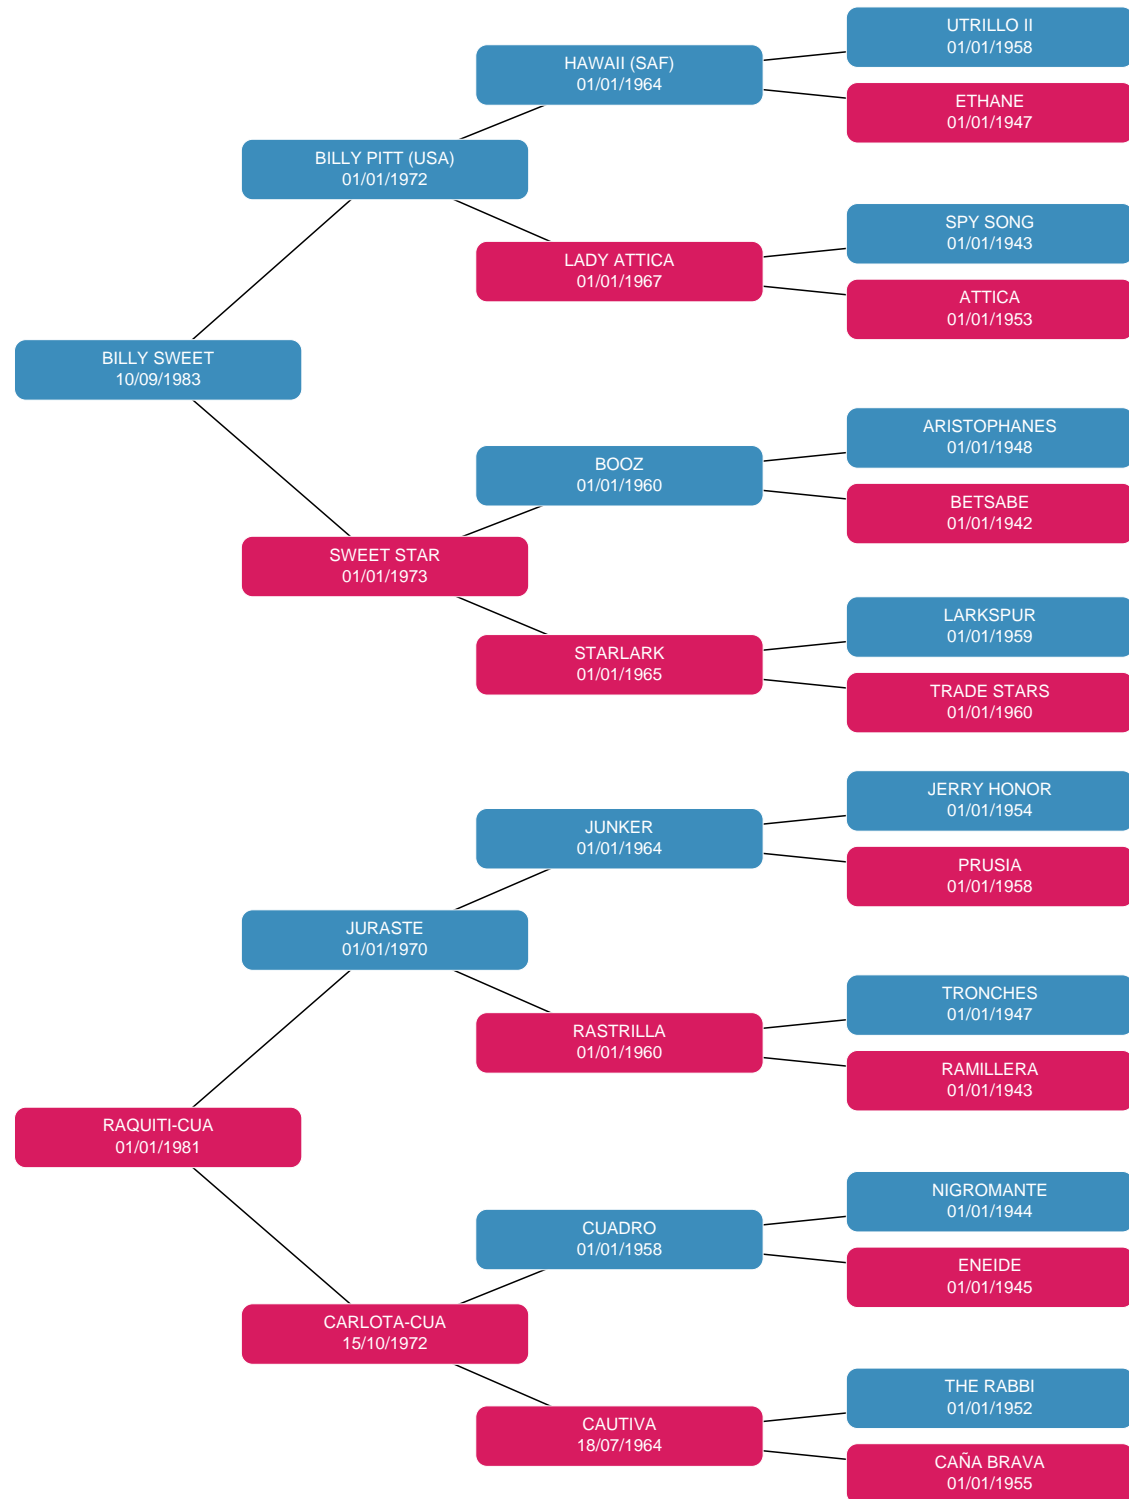 UTRILLO II
01/01/1958
HAWAII (SAF)
01/01/1964
ETHANE
01/01/1947
BILLY PITT (USA)
01/01/1972
SPY SONG
01/01/1943
LADY ATTICA
01/01/1967
ATTICA
01/01/1953
BILLY SWEET
10/09/1983
ARISTOPHANES
01/01/1948
BOOZ
01/01/1960
BETSABE
01/01/1942
SWEET STAR
01/01/1973
LARKSPUR
01/01/1959
STARLARK
01/01/1965
TRADE STARS
01/01/1960
JERRY HONOR
01/01/1954
JUNKER
01/01/1964
PRUSIA
01/01/1958
JURASTE
01/01/1970
TRONCHES
01/01/1947
RASTRILLA
01/01/1960
RAMILLERA
01/01/1943
RAQUITI-CUA
01/01/1981
NIGROMANTE
01/01/1944
CUADRO
01/01/1958
ENEIDE
01/01/1945
CARLOTA-CUA
15/10/1972
THE RABBI
01/01/1952
CAUTIVA
18/07/1964
CAÑA BRAVA
01/01/1955